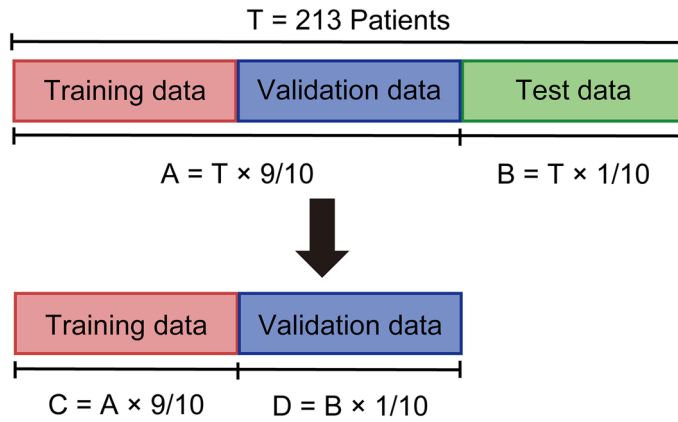 T = 213 Patients
Training data Validation data Test data
A = T × 9/10 B = T × 1/10
Training data Validation data
C = A × 9/10 D = B × 1/10